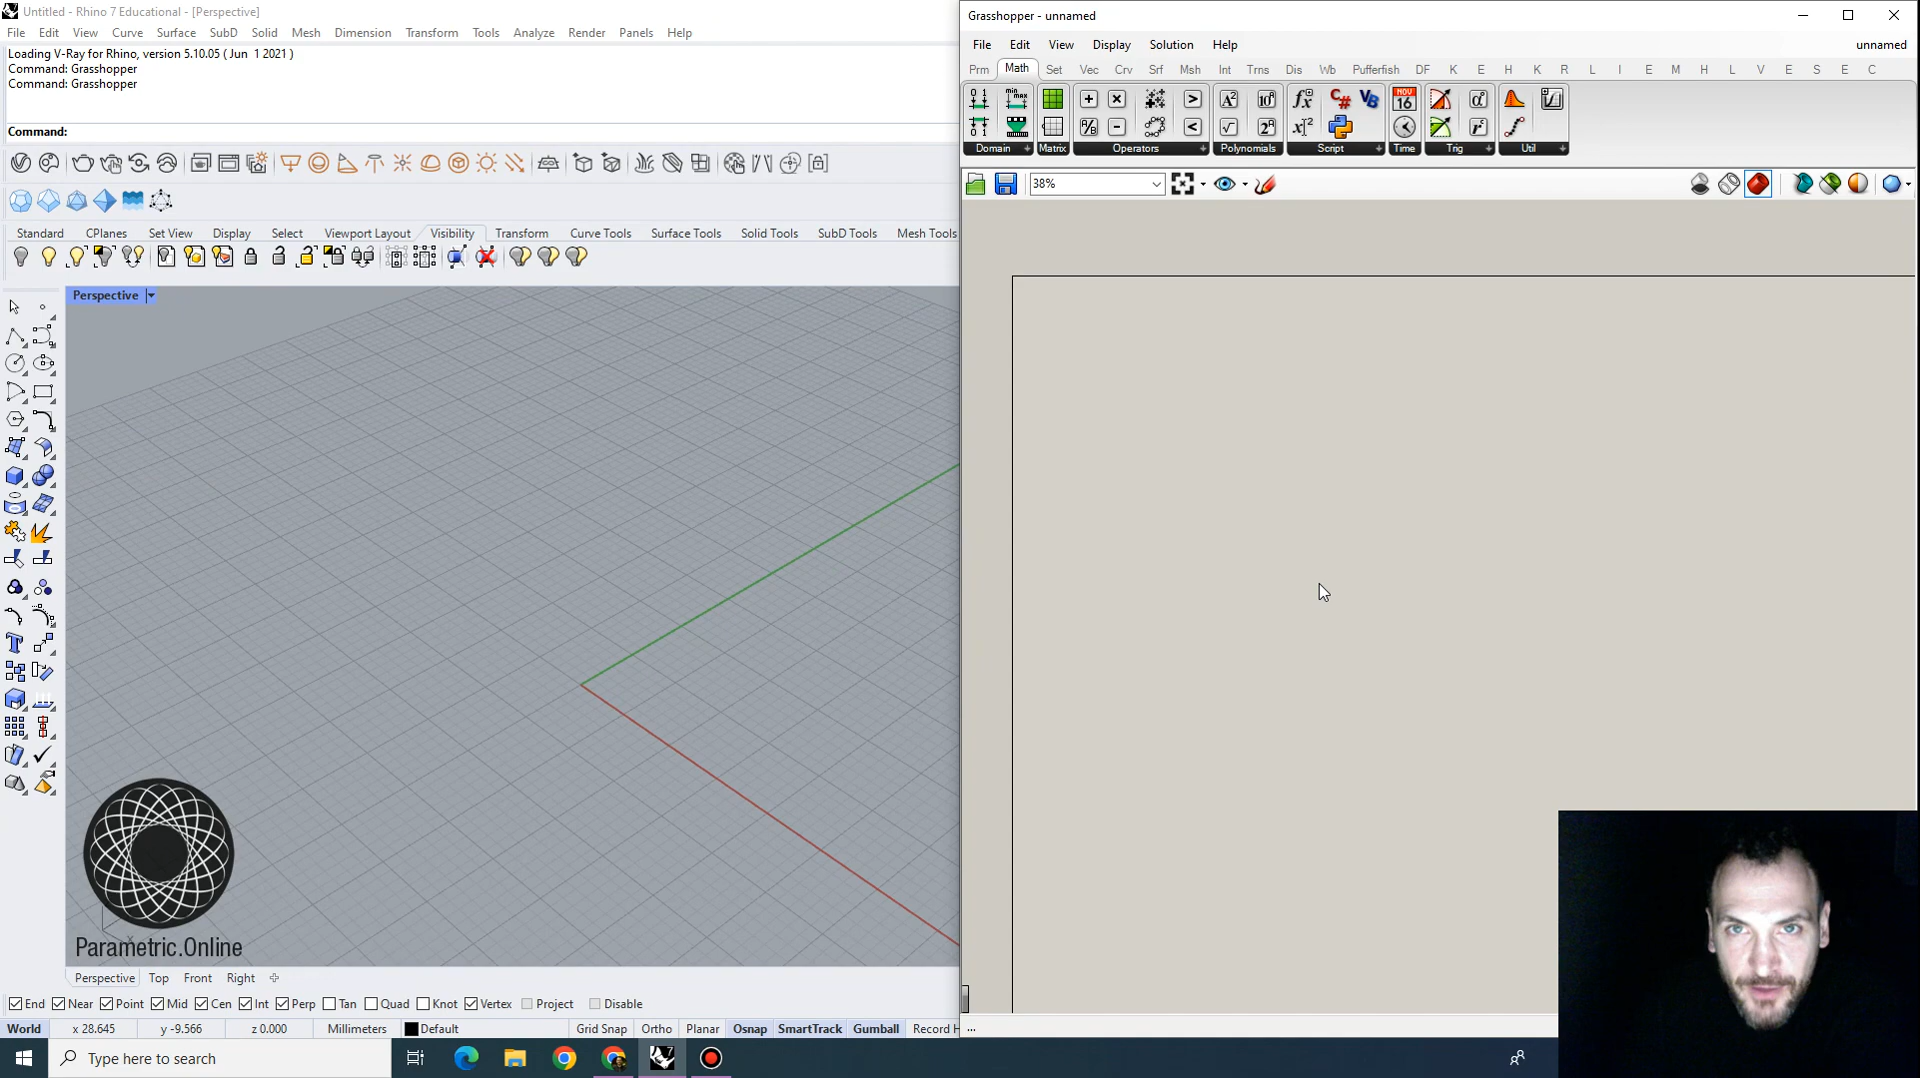 Untitled - Rhino 7 Educational - [Perspective]
File Edit View Curve Surface SubD Solid Mesh Dimension Transform Tools Analyze Render Panels Help
Loading V-Ray for Rhino, version 5.10.05 ( Jun 1 2021 )
Command: Grasshopper
Command: Grasshopper
Command:
Standard CPlanes Set View Display Select Viewport Layout Visibility Transform Curve Tools Surface Tools Solid Tools SubD Tools Mesh Tools
Perspective
Parametric.Online
Perspective Top Front Right
End Near Point Mid Cen Int Perp Tan Quad Knot Vertex Project Disable
World x 28.645 y -9.566 z 0.000 Millimeters Default Grid Snap Ortho Planar Osnap SmartTrack Gumball Record H
Type here to search
Grasshopper - unnamed
File Edit View Display Solution Help unnamed
Prm Math Set Vec Crv Srf Msh Int Trns Dis Wb Pufferfish DF K E H K R L I E M H L V E S E C
Domain Matrix Operators Polynomials Script Time Trig Util
38%
...